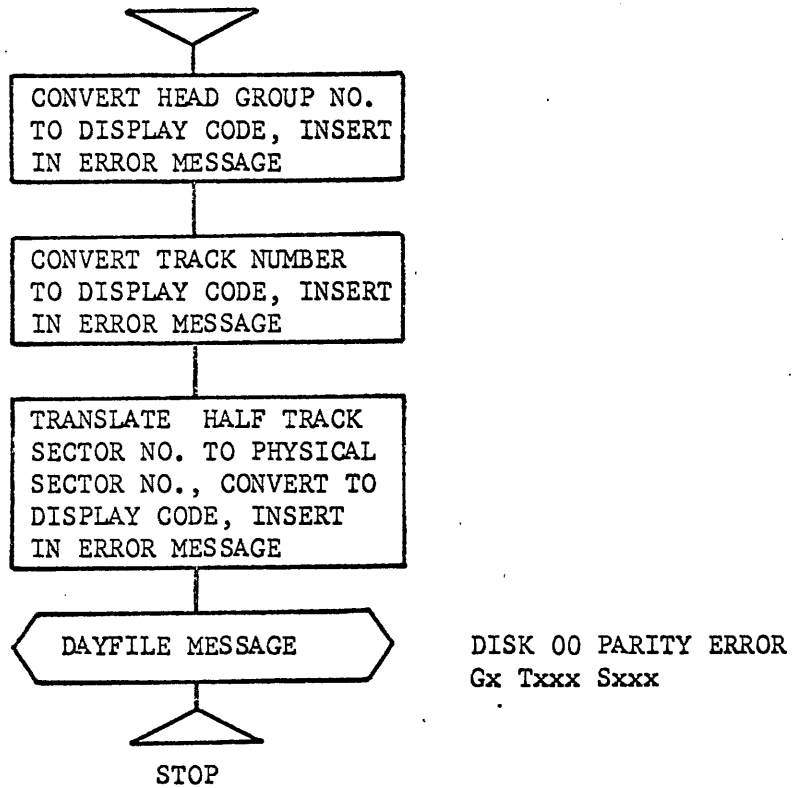 CONVERT HEAD GROUP NO.
TO DISPLAY CODE, INSERT
IN ERROR MESSAGE
CONVERT TRACK NUMBER
TO DISPLAY CODE, INSERT
IN ERROR MESSAGE
TRANSLATE HALF TRACK
SECTOR NO. TO PHYSICAL
SECTOR NO., CONVERT TO
DISPLAY CODE, INSERT
IN ERROR MESSAGE
DAYFILE MESSAGE
DISK 00 PARITY ERROR
Gx Txxx Sxxx
STOP